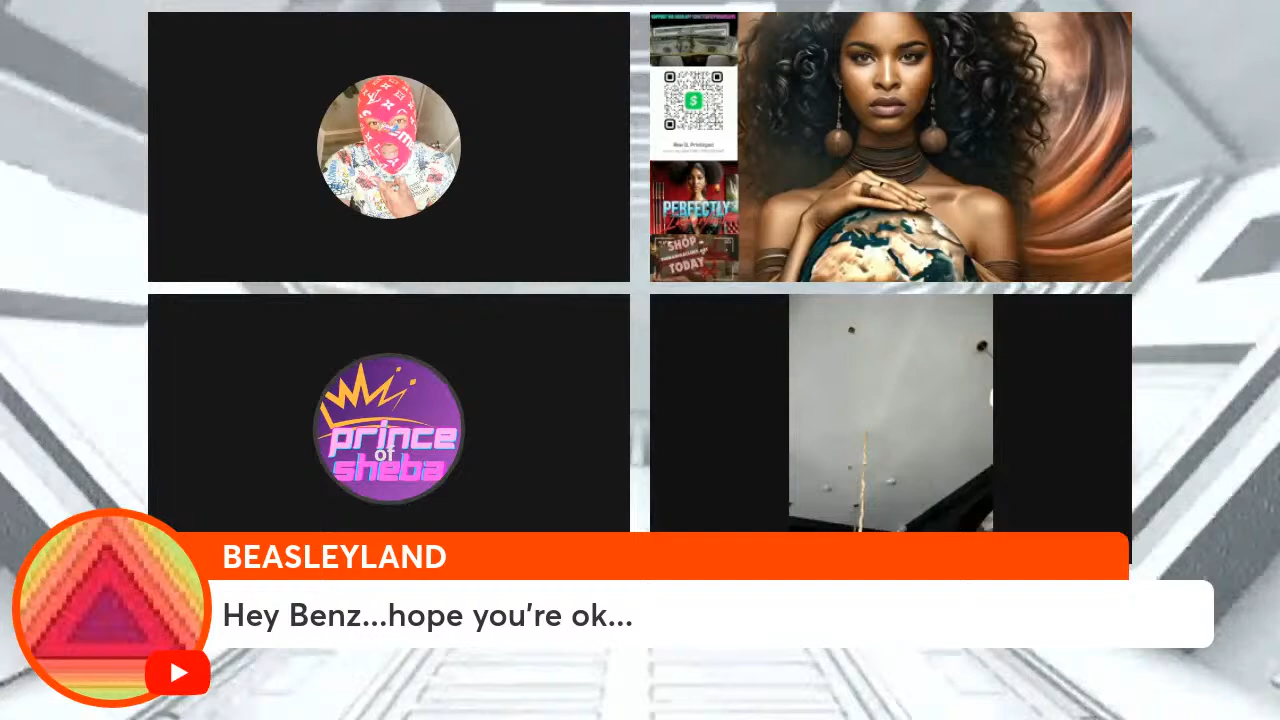 PERFECTLY
SHOP
TODAY
prince
of
sheba
BEASLEYLAND
Hey Benz...hope you're ok...